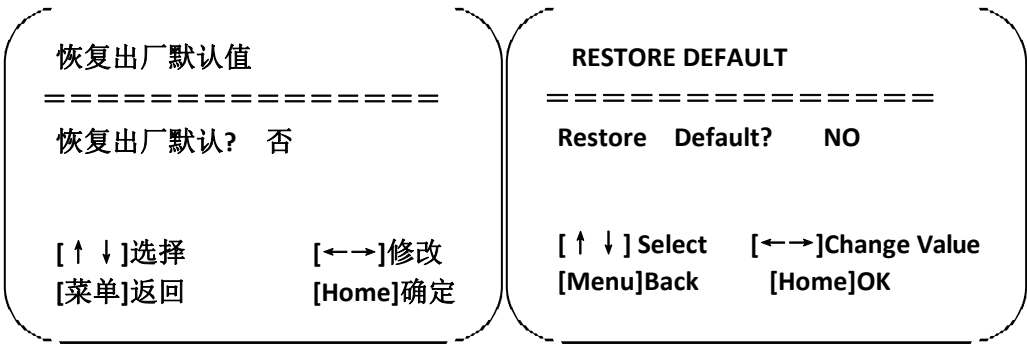 恢复出厂默认值
===============
恢复出厂默认? 否
[↑↓]选择 [←→]修改
[菜单]返回 [Home]确定
RESTORE DEFAULT
===============
Restore Default? NO
[↑↓] Select [←→]Change Value
[Menu]Back [Home]OK